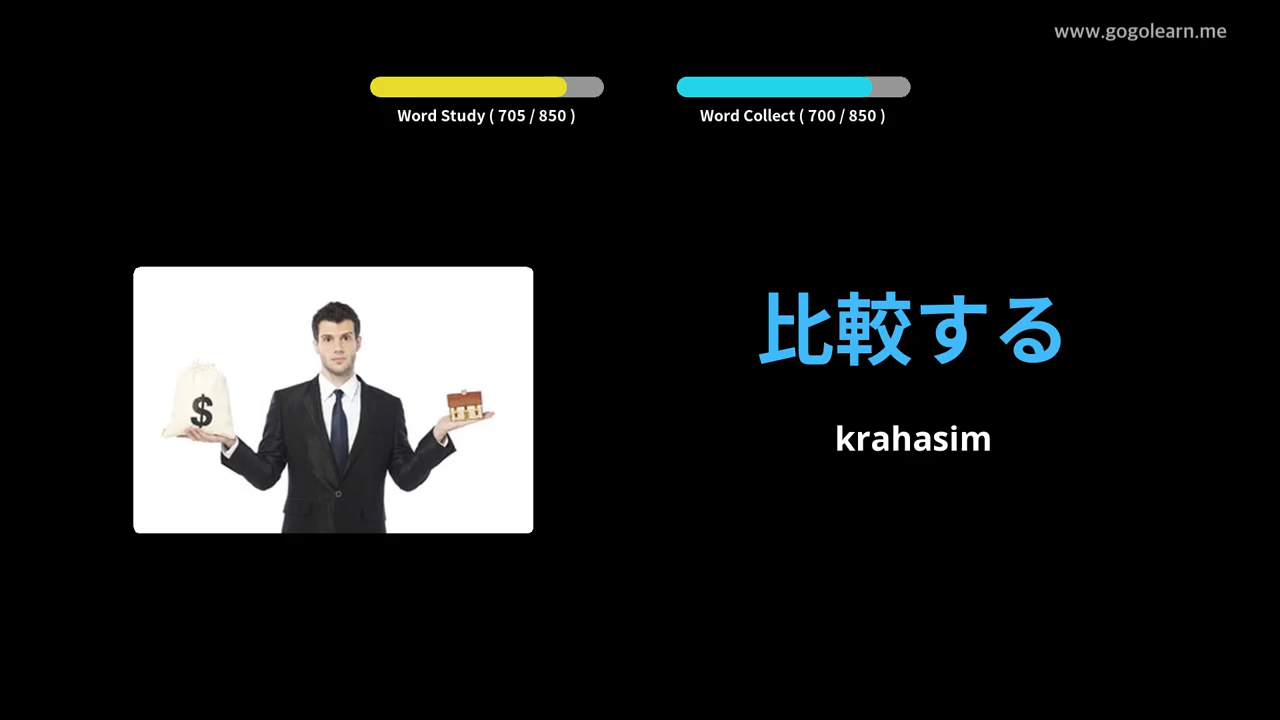 www.gogolearn.me
Word Study ( 705 / 850 )
Word Collect ( 700 / 850 )
$
比較する
krahasim